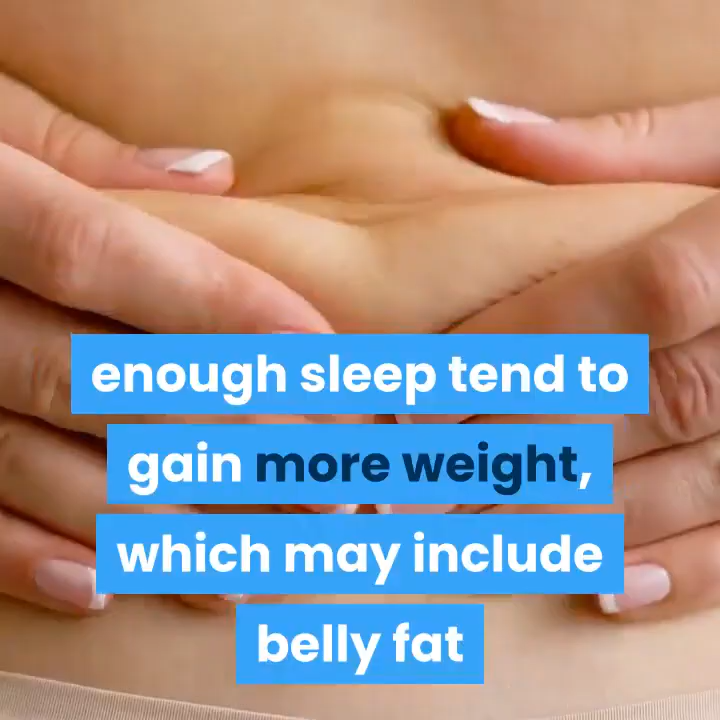 enough sleep tend to
gain more weight,
which may include
belly fat